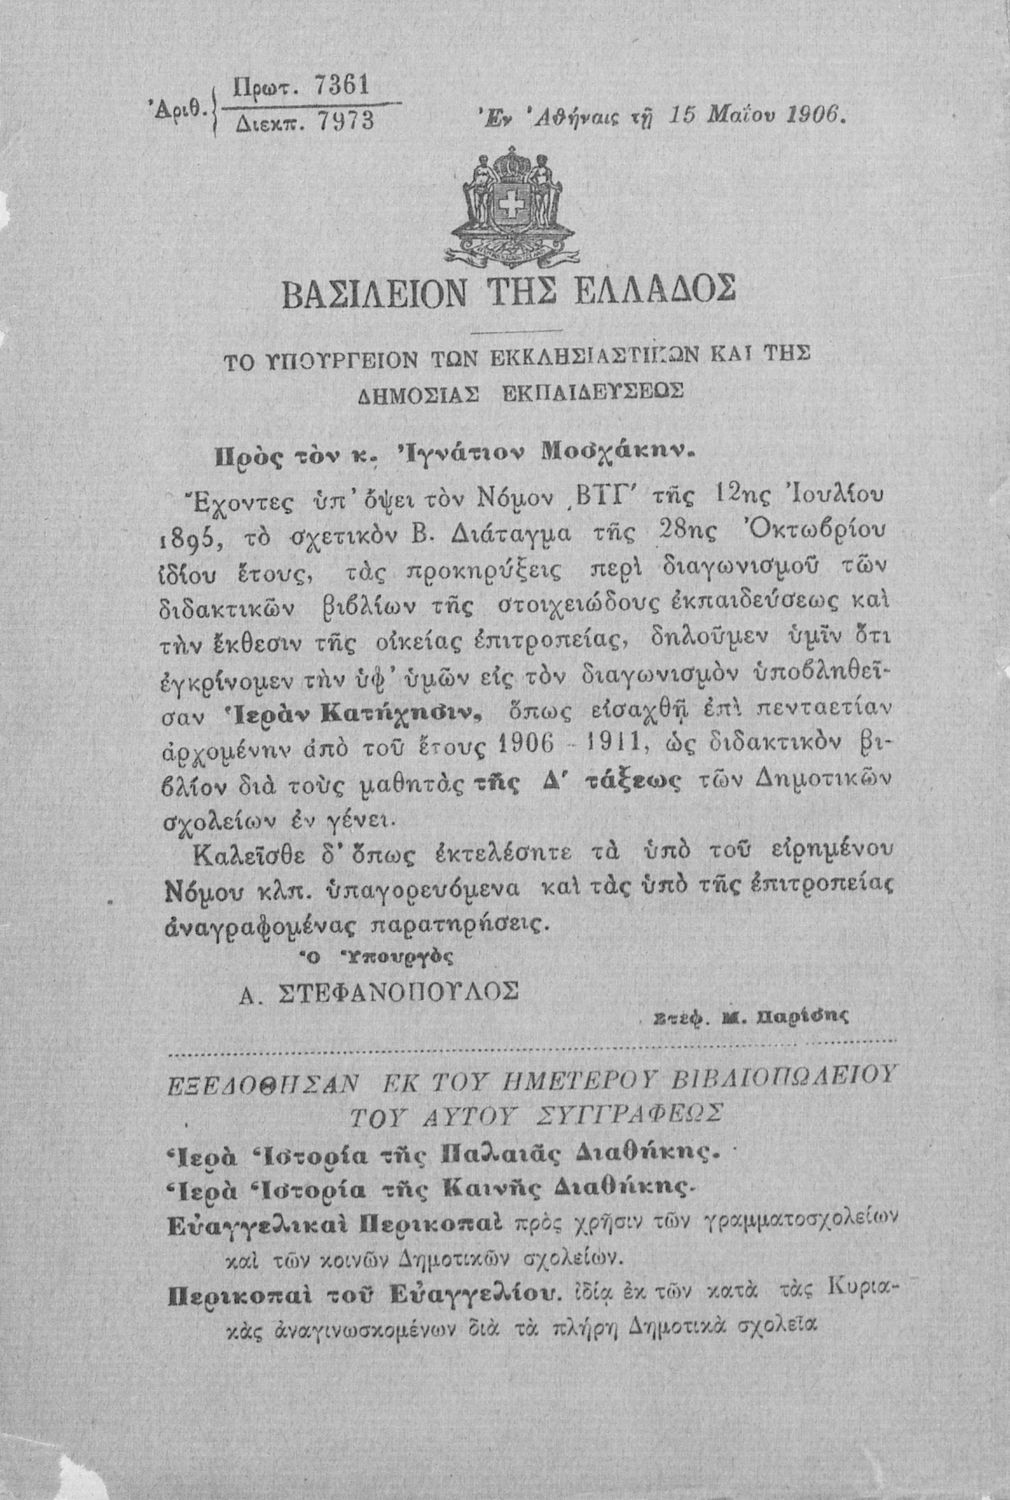 Ἀριθ. { Πρωτ. 7361
Διεκπ. 7973
Ἐν Ἀθήναις τῇ 15 Μαΐου 1906.
ΒΑΣΙΛΕΙΟΝ ΤΗΣ ΕΛΛΑΔΟΣ
ΤΟ ΥΠΟΥΡΓΕΙΟΝ ΤΩΝ ΕΚΚΛΗΣΙΑΣΤΙΚΩΝ ΚΑΙ ΤΗΣ
ΔΗΜΟΣΙΑΣ ΕΚΠΑΙΔΕΥΣΕΩΣ
Πρὸς τὸν κ. Ἰγνάτιον Μοσχάκην.
Ἔχοντες ὑπ' ὄψει τὸν Νόμον ͵ΒΤΓ′ τῆς 12ης Ἰουλίου
1895, τὸ σχετικὸν Β. Διάταγμα τῆς 28ης Ὀκτωβρίου
ἰδίου ἔτους, τὰς προκηρύξεις περὶ διαγωνισμοῦ τῶν
διδακτικῶν βιβλίων τῆς στοιχειώδους ἐκπαιδεύσεως καὶ
τὴν ἔκθεσιν τῆς οἰκείας ἐπιτροπείας, δηλοῦμεν ὑμῖν ὅτι
ἐγκρίνομεν τὴν ὑφ' ὑμῶν εἰς τὸν διαγωνισμὸν ὑποβληθεῖ-
σαν Ἱερὰν Κατήχησιν, ὅπως εἰσαχθῇ ἐπὶ πενταετίαν
ἀρχομένην ἀπὸ τοῦ ἔτους 1906 - 1911, ὡς διδακτικὸν βι-
βλίον διὰ τοὺς μαθητὰς τῆς Δ′ τάξεως τῶν Δημοτικῶν
σχολείων ἐν γένει.
Καλεῖσθε δ' ὅπως ἐκτελέσητε τὰ ὑπὸ τοῦ εἰρημένου
Νόμου κλπ. ὑπαγορευόμενα καὶ τὰς ὑπὸ τῆς ἐπιτροπείας
ἀναγραφομένας παρατηρήσεις.
Ὁ Ὑπουργὸς
Α. ΣΤΕΦΑΝΟΠΟΥΛΟΣ
Στεφ. Μ. Παρίσης
ΕΞΕΔΟΘΗΣΑΝ ΕΚ ΤΟΥ ΗΜΕΤΕΡΟΥ ΒΙΒΛΙΟΠΩΛΕΙΟΥ
ΤΟΥ ΑΥΤΟΥ ΣΥΓΓΡΑΦΕΩΣ
Ἱερὰ Ἱστορία τῆς Παλαιᾶς Διαθήκης.
Ἱερὰ Ἱστορία τῆς Καινῆς Διαθήκης.
Εὐαγγελικαὶ Περικοπαὶ πρὸς χρῆσιν τῶν γραμματοσχολείων
καὶ τῶν κοινῶν Δημοτικῶν σχολείων.
Περικοπαὶ τοῦ Εὐαγγελίου. ἰδίᾳ ἐκ τῶν κατὰ τὰς Κυρια-
κὰς ἀναγινωσκομένων διὰ τὰ πλήρη Δημοτικὰ σχολεῖα